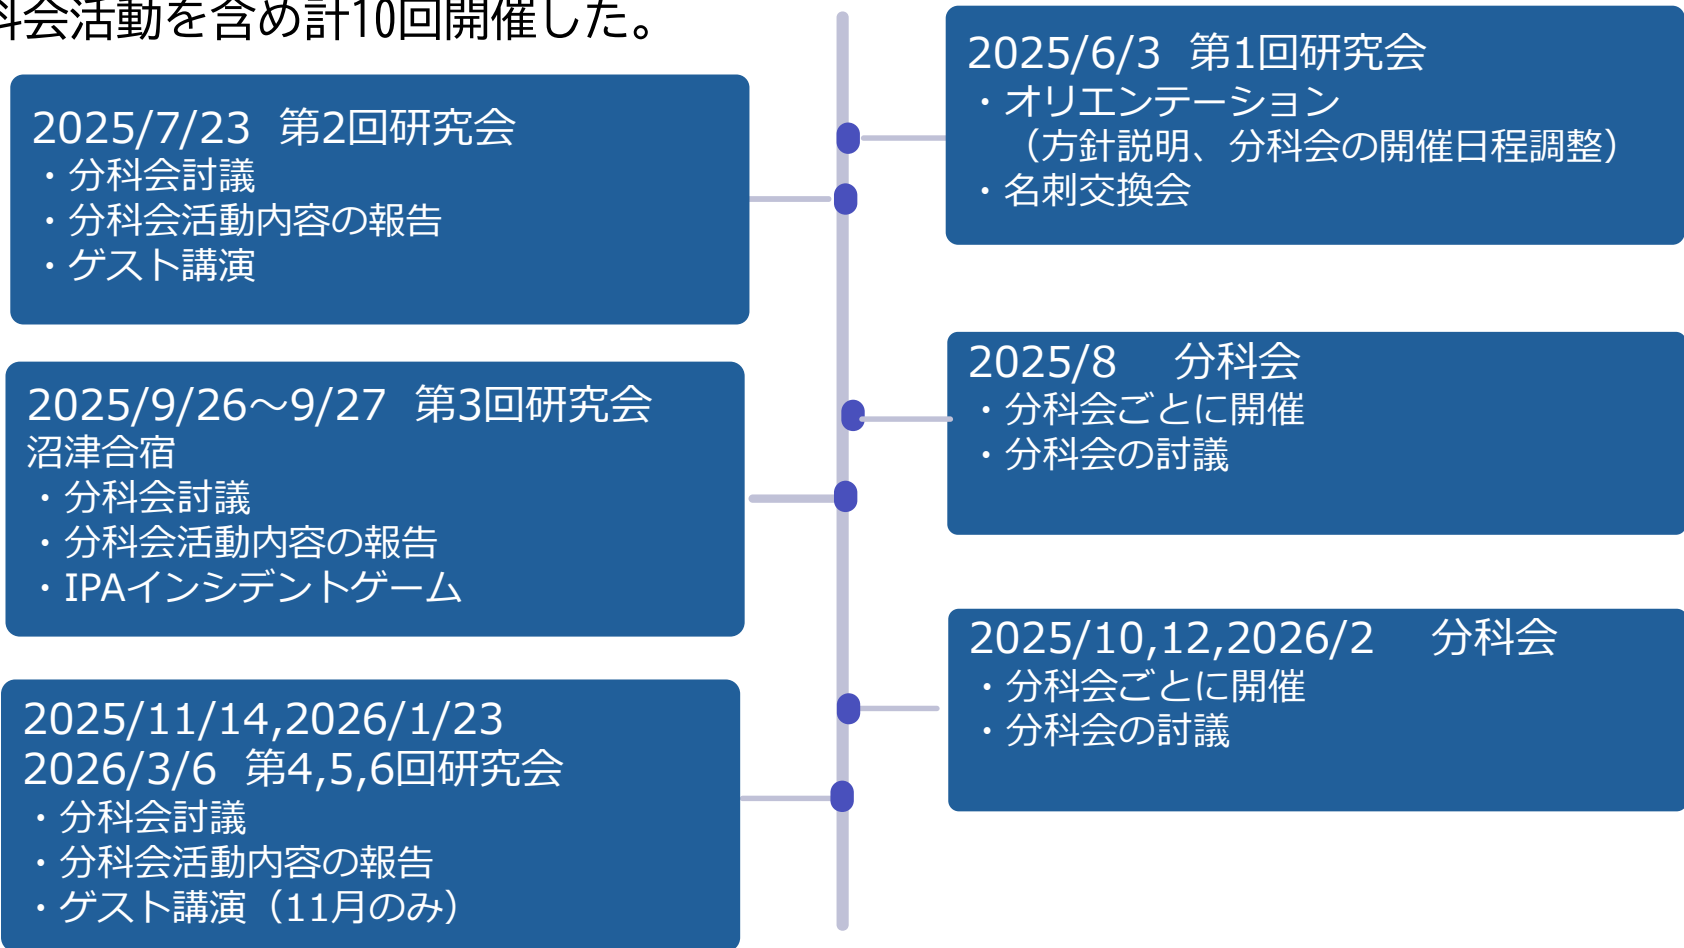 科会活動を含め計10回開催した。
2025/6/3 第1回研究会
・オリエンテーション
（方針説明、分科会の開催日程調整）
・名刺交換会
2025/7/23 第2回研究会
・分科会討議
・分科会活動内容の報告
・ゲスト講演
2025/8 分科会
・分科会ごとに開催
・分科会の討議
2025/9/26～9/27 第3回研究会
沼津合宿
・分科会討議
・分科会活動内容の報告
・IPAインシデントゲーム
2025/10,12,2026/2 分科会
・分科会ごとに開催
・分科会の討議
2025/11/14,2026/1/23
2026/3/6 第4,5,6回研究会
・分科会討議
・分科会活動内容の報告
・ゲスト講演（11月のみ）